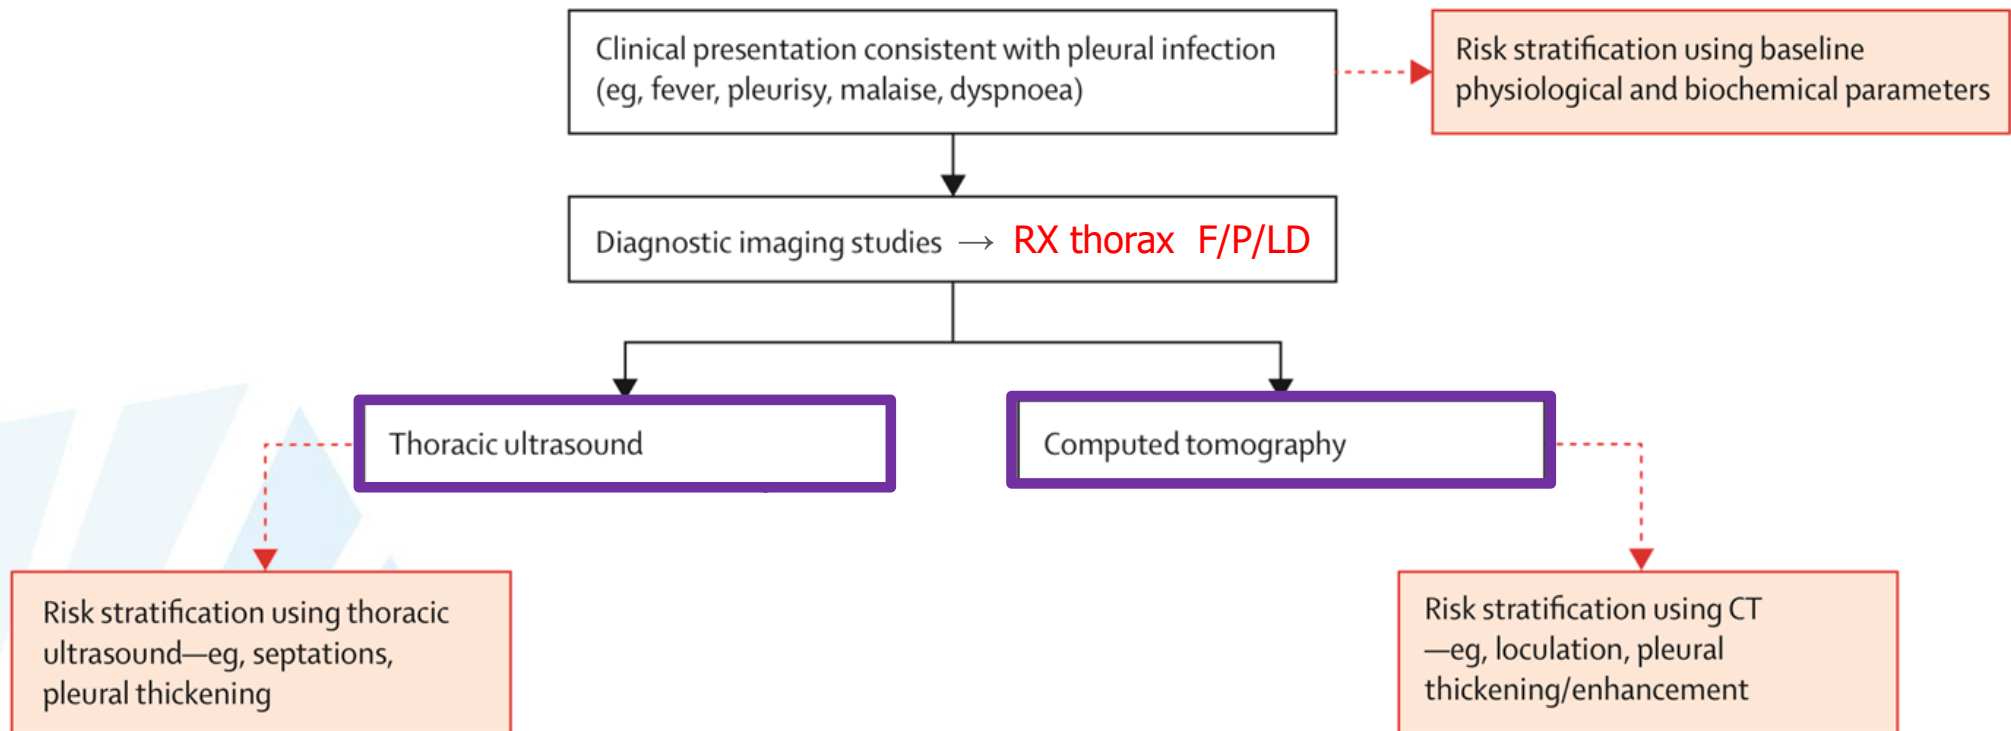 Clinical presentation consistent with pleural infection
(eg, fever, pleurisy, malaise, dyspnoea)
Risk stratification using baseline
physiological and biochemical parameters
Diagnostic imaging studies → RX thorax F/P/LD
Thoracic ultrasound
Computed tomography
Risk stratification using thoracic
ultrasound—eg, septations,
pleural thickening
Risk stratification using CT
—eg, loculation, pleural
thickening/enhancement